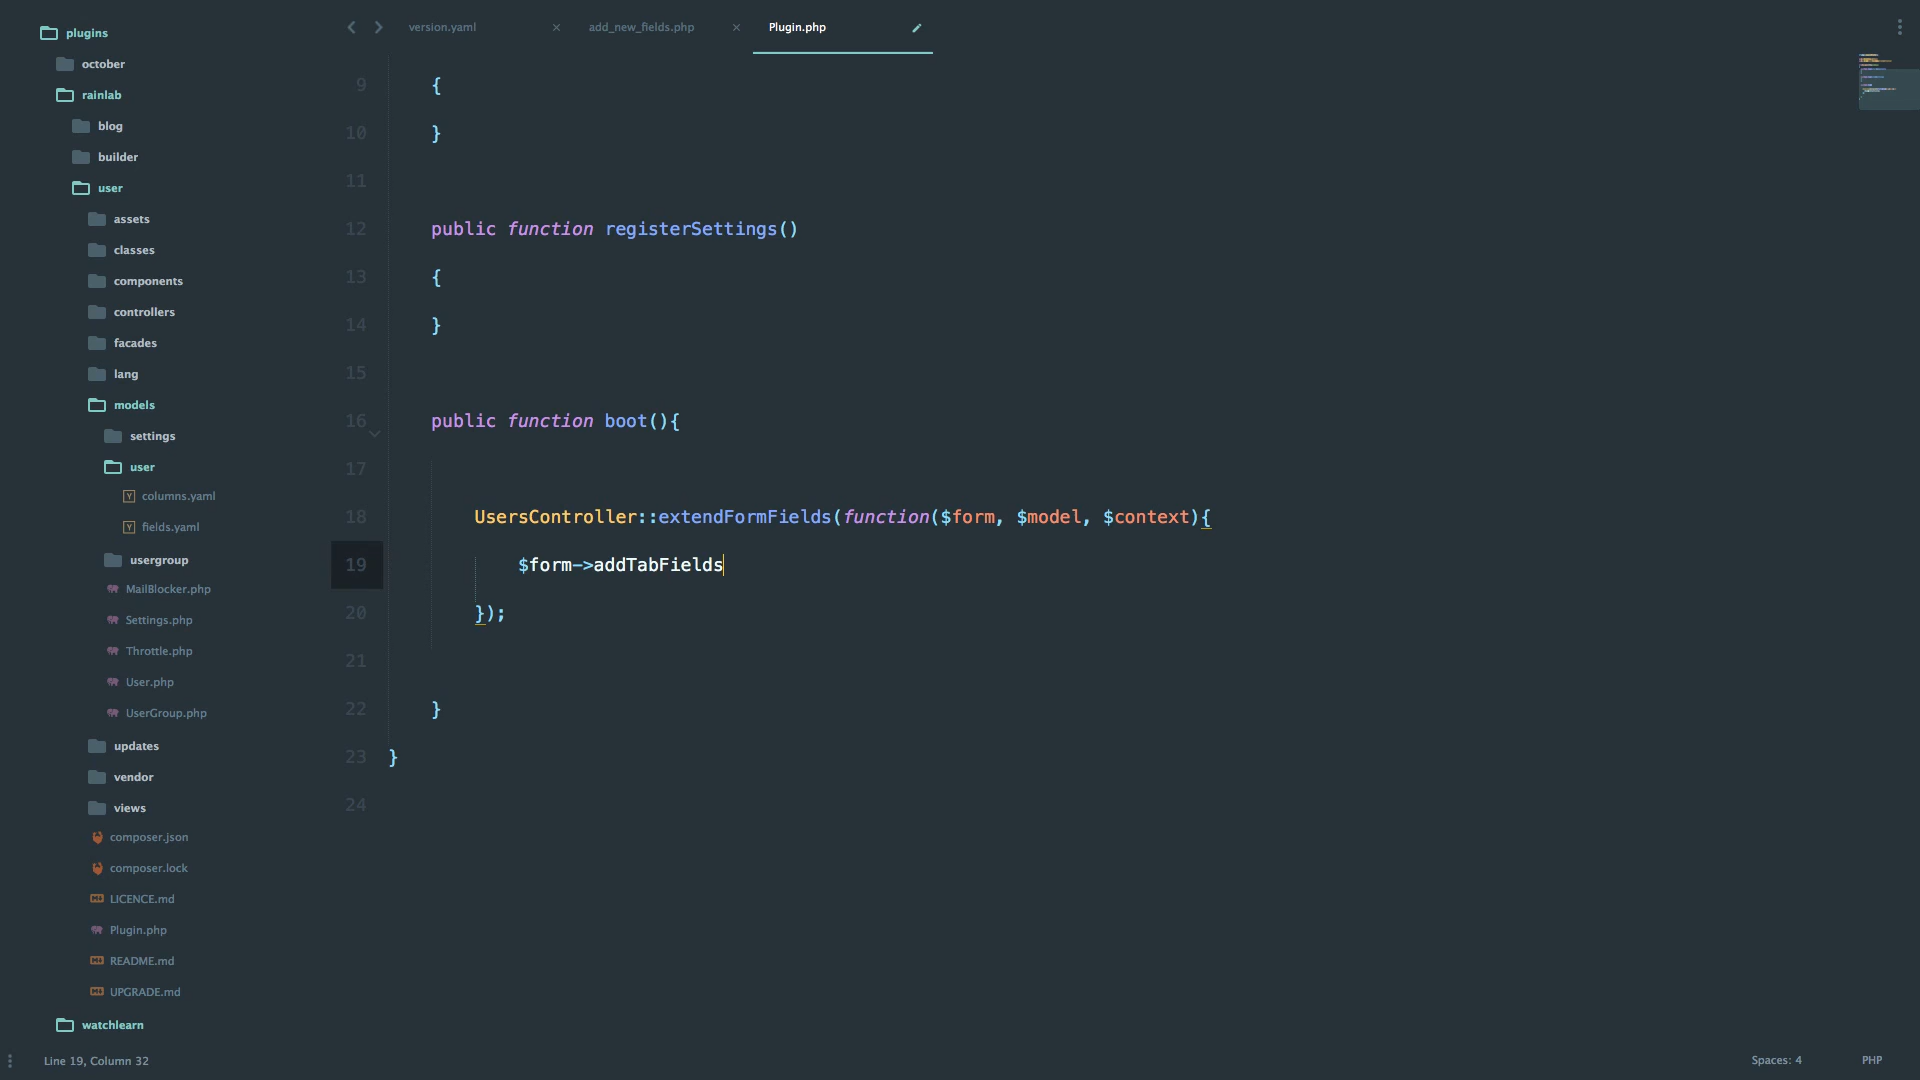 plugins
october
rainlab
blog
builder
user
assets
classes
components
controllers
facades
lang
models
settings
user
columns.yaml
fields.yaml
usergroup
MailBlocker.php
Settings.php
Throttle.php
User.php
UserGroup.php
updates
vendor
views
composer.json
composer.lock
LICENCE.md
Plugin.php
README.md
UPGRADE.md
watchlearn
version.yaml
add_new_fields.php
Plugin.php
9 {
10 }
11
12 public function registerSettings()
13 {
14 }
15
16 public function boot(){
17
18 UsersController::extendFormFields(function($form, $model, $context){
19 $form->addTabFields
20 });
21
22 }
23 }
24
Line 19, Column 32
Spaces: 4
PHP